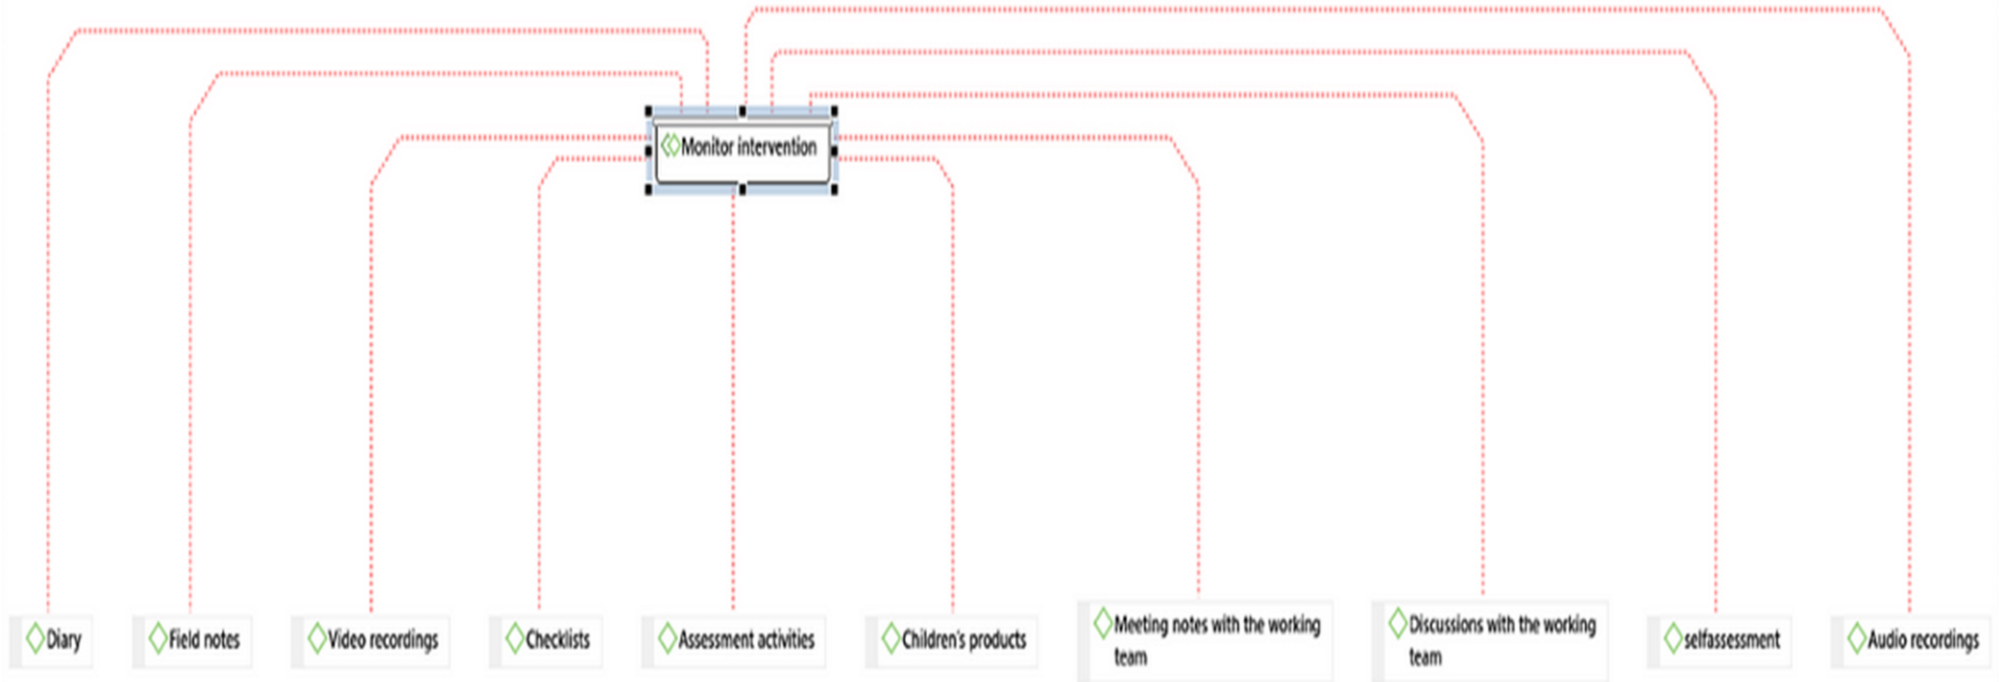 Monitor intervention
Diary
Field notes
Video recordings
Checklists
Assessment activities
Children's products
Meeting notes with the working
team
Discussions with the working
team
selfassessment
Audio recordings